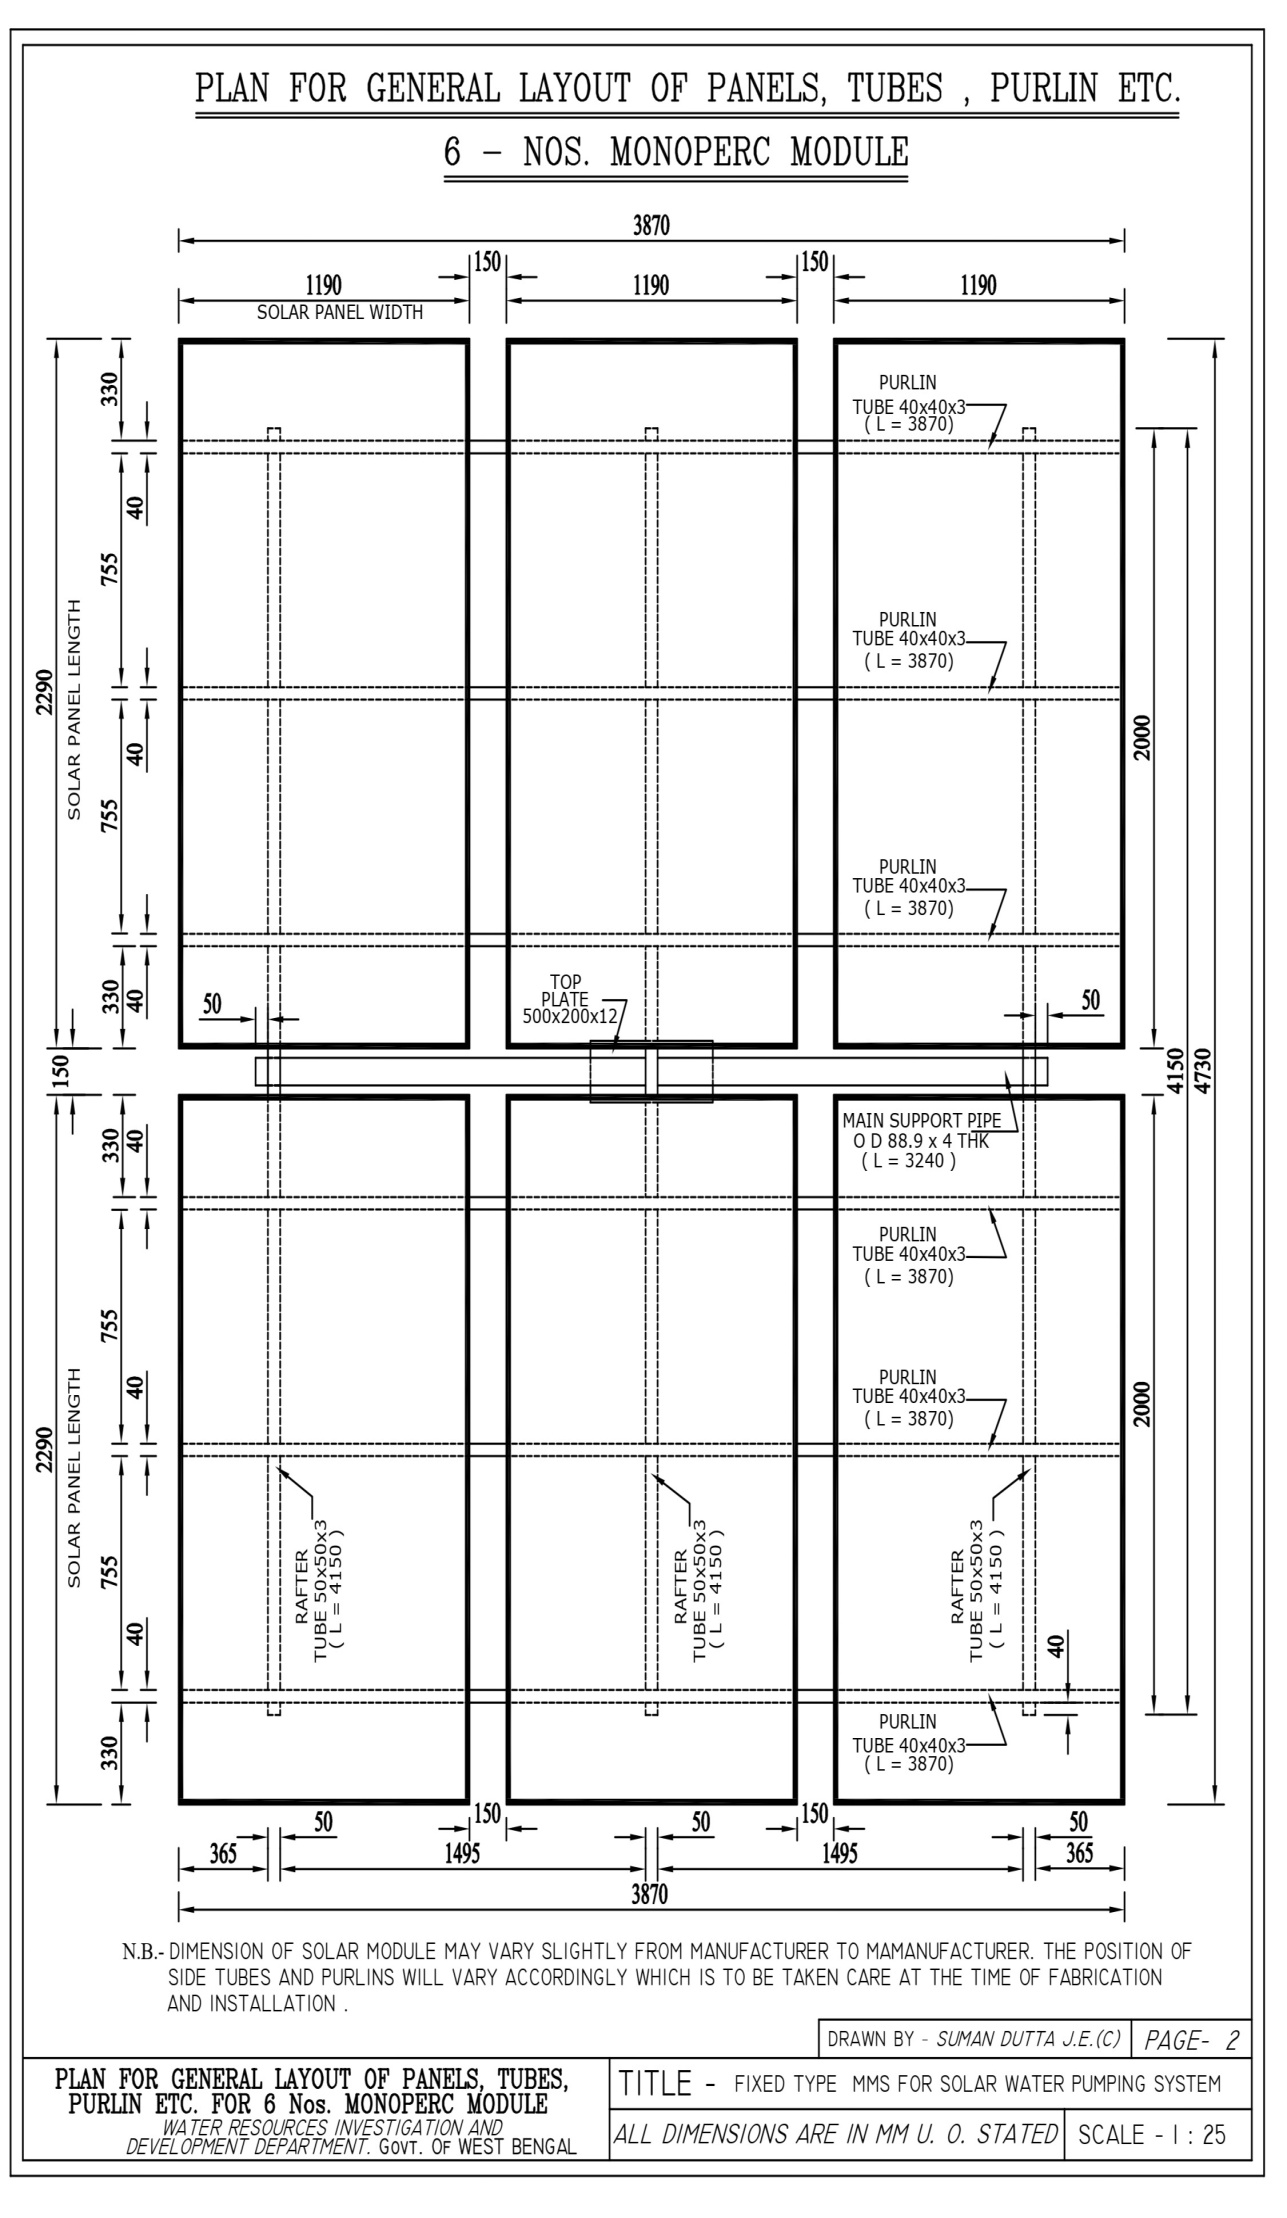 PLAN FOR GENERAL LAYOUT OF PANELS, TUBES , PURLIN ETC.
6 - NOS. MONOPERC MODULE
3870
150
150
1190
1190
1190
SOLAR PANEL WIDTH
330
PURLIN
TUBE 40x40x3
( L = 3870)
40
755
PURLIN
TUBE 40x40x3
( L = 3870)
SOLAR PANEL LENGTH
2290
2000
40
755
PURLIN
TUBE 40x40x3
( L = 3870)
330
40
50
TOP
PLATE
500x200x12
50
150
4150
4730
MAIN SUPPORT PIPE
O D 88.9 x 4 THK
( L = 3240 )
330
40
PURLIN
TUBE 40x40x3
( L = 3870)
755
40
PURLIN
TUBE 40x40x3
( L = 3870)
2290
SOLAR PANEL LENGTH
2000
755
RAFTER
TUBE 50x50x3
( L = 4150 )
RAFTER
TUBE 50x50x3
( L = 4150 )
RAFTER
TUBE 50x50x3
( L = 4150 )
40
40
330
PURLIN
TUBE 40x40x3
( L = 3870)
50
150
50
150
50
365
1495
1495
365
3870
N.B.- DIMENSION OF SOLAR MODULE MAY VARY SLIGHTLY FROM MANUFACTURER TO MAMANUFACTURER. THE POSITION OF
SIDE TUBES AND PURLINS WILL VARY ACCORDINGLY WHICH IS TO BE TAKEN CARE AT THE TIME OF FABRICATION
AND INSTALLATION .
DRAWN BY - SUMAN DUTTA J.E.(C)
PAGE- 2
PLAN FOR GENERAL LAYOUT OF PANELS, TUBES,
PURLIN ETC. FOR 6 Nos. MONOPERC MODULE
WATER RESOURCES INVESTIGATION AND
DEVELOPMENT DEPARTMENT. GOVT. OF WEST BENGAL
TITLE - FIXED TYPE MMS FOR SOLAR WATER PUMPING SYSTEM
ALL DIMENSIONS ARE IN MM U. O. STATED
SCALE - 1 : 25